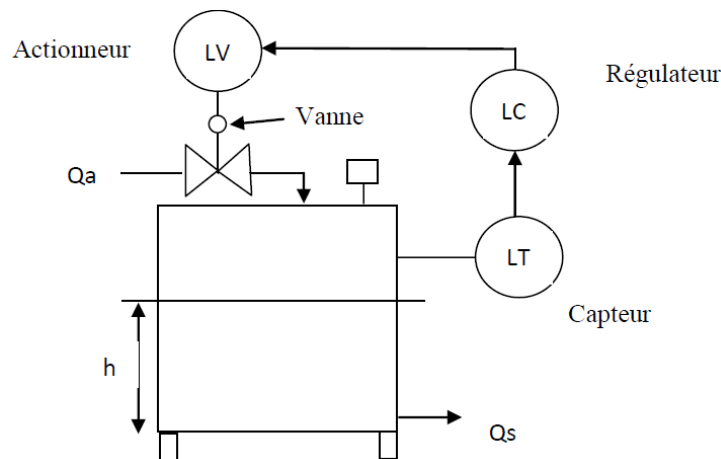 Actionneur
LV
Régulateur
LC
Vanne
Qa
LT
Capteur
h
Qs